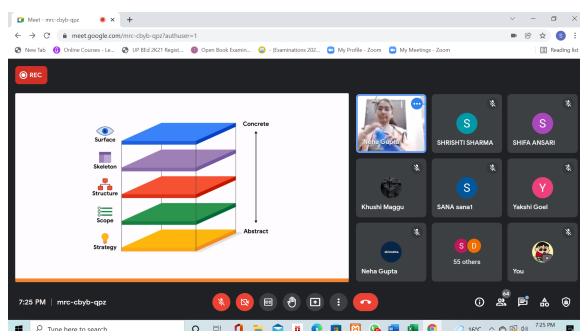 Meet - mrc-cbyb-qpz
meet.google.com/mrc-cbyb-qpz?authuser=1
New Tab Online Courses - Le... UP BEd 2K21 Regist... Open Book Examin... - (Examinations 202... My Profile - Zoom My Meetings - Zoom Reading list
REC
Concrete
Surface
Skeleton
Structure
Scope
Abstract
Strategy
Neha Gupta
S
SHRISHTI SHARMA
S
SHIFA ANSARI
Khushi Maggu
S
SANA sana1
Y
Yakshi Goel
Neha Gupta
S D
55 others
You
7:25 PM | mrc-cbyb-qpz
64
Type here to search
16°C
7:25 PM